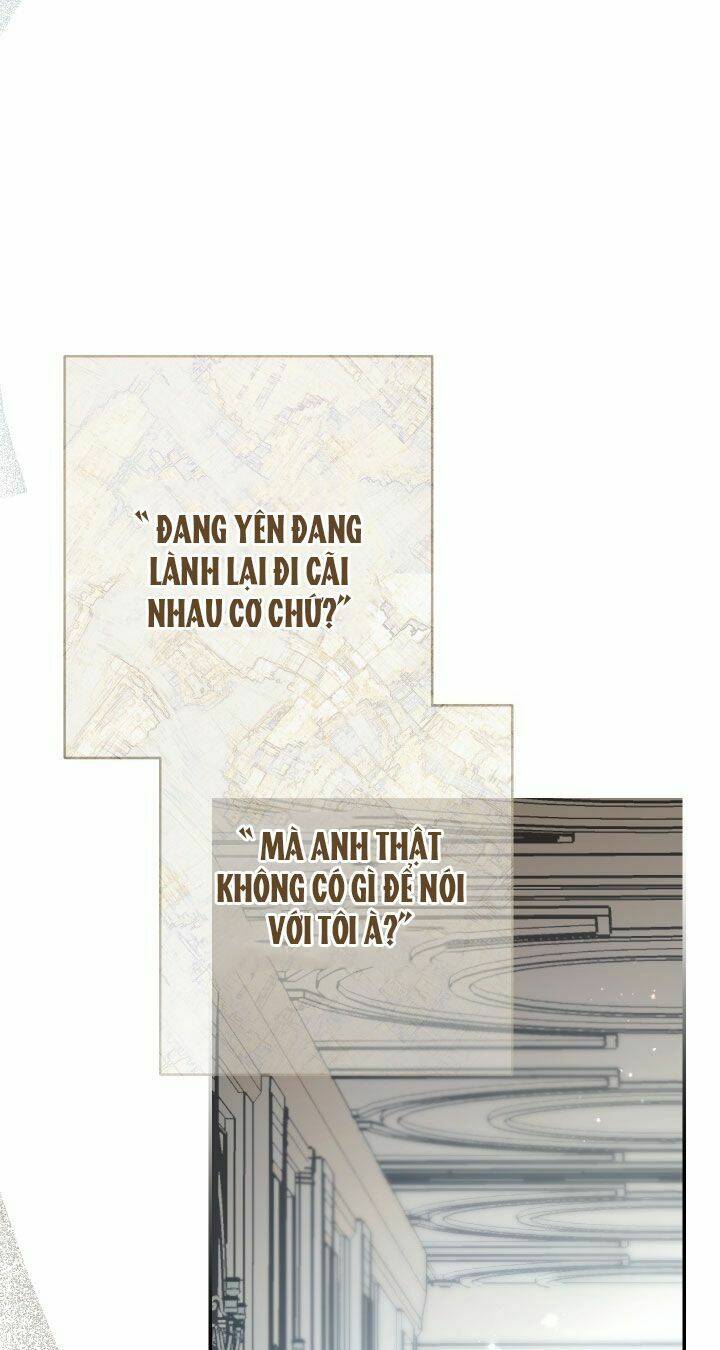 “ĐANG YÊN ĐANG
LÀNH LẠI ĐI CÃI
NHAU CƠ CHỨ?”
“MÀ ANH THẬT
KHÔNG CÓ GÌ ĐỂ NÓI
VỚI TÔI À?”